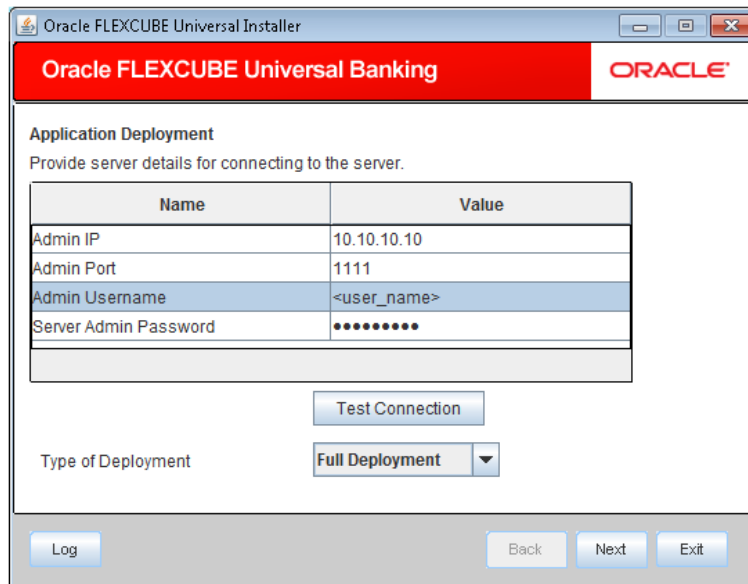 Oracle FLEXCUBE Universal Installer
Oracle FLEXCUBE Universal Banking
ORACLE
Application Deployment
Provide server details for connecting to the server.
Name Value
Admin IP 10.10.10.10
Admin Port 1111
Admin Username <user_name>
Server Admin Password •••••••••
Test Connection
Type of Deployment Full Deployment
Log Back Next Exit